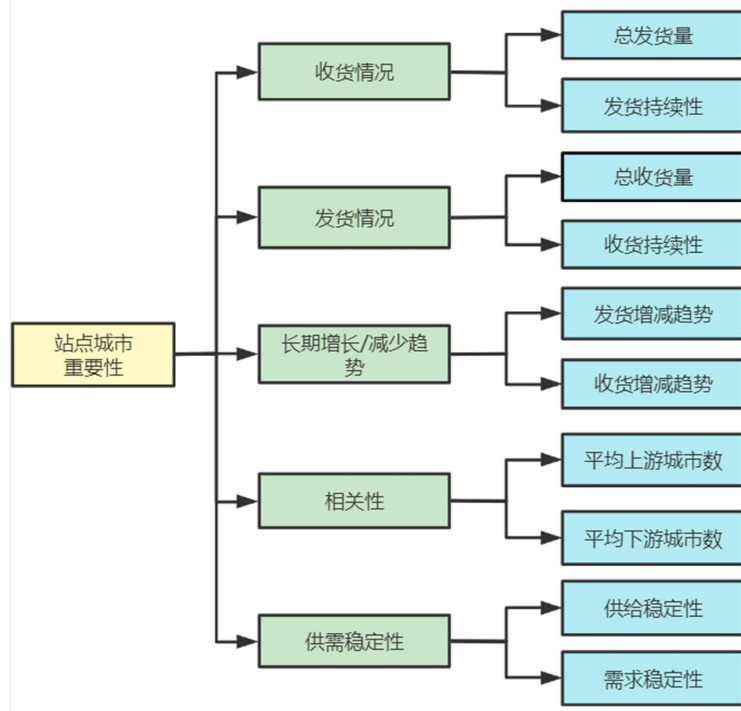 总发货量
收货情况
发货持续性
总收货量
发货情况
收货持续性
发货增减趋势
站点城市
重要性
长期增长/减少趋
势
收货增减趋势
平均上游城市数
相关性
平均下游城市数
供给稳定性
供需稳定性
需求稳定性